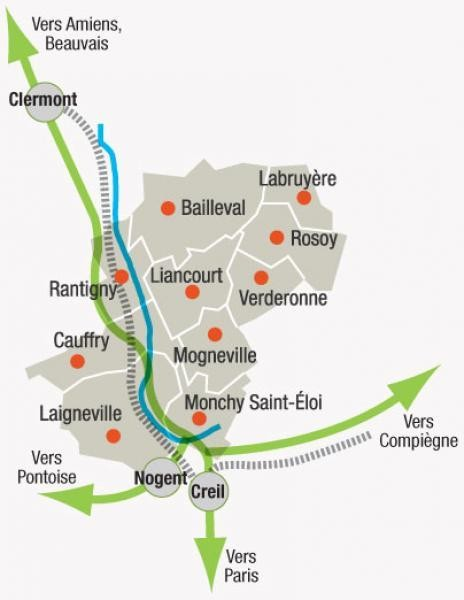 Vers Amiens,
Beauvais
Clermont
Labruyère
Bailleval
Rosoy
Liancourt
Rantigny
Verderonne
Cauffry
Mogneville
Monchy Saint-Éloi
Laigneville
Vers
Compiègne
Vers
Pontoise
Nogent
Creil
Vers
Paris